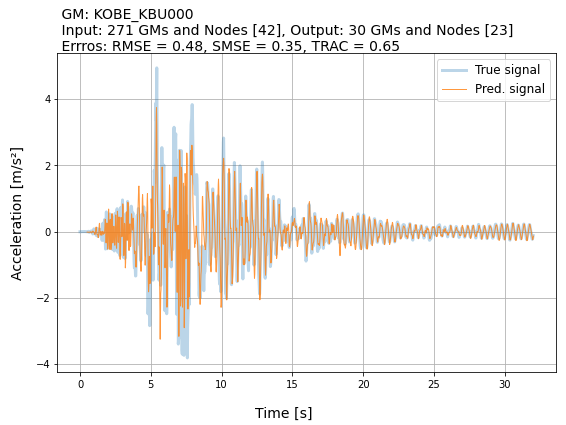 GM: KOBE_KBU000
Input: 271 GMs and Nodes [42], Output: 30 GMs and Nodes [23]
Errros: RMSE = 0.48, SMSE = 0.35, TRAC = 0.65
True signal
Pred. signal
Acceleration [m/s²]
4
2
0
−2
−4
0
5
10
15
20
25
30
Time [s]